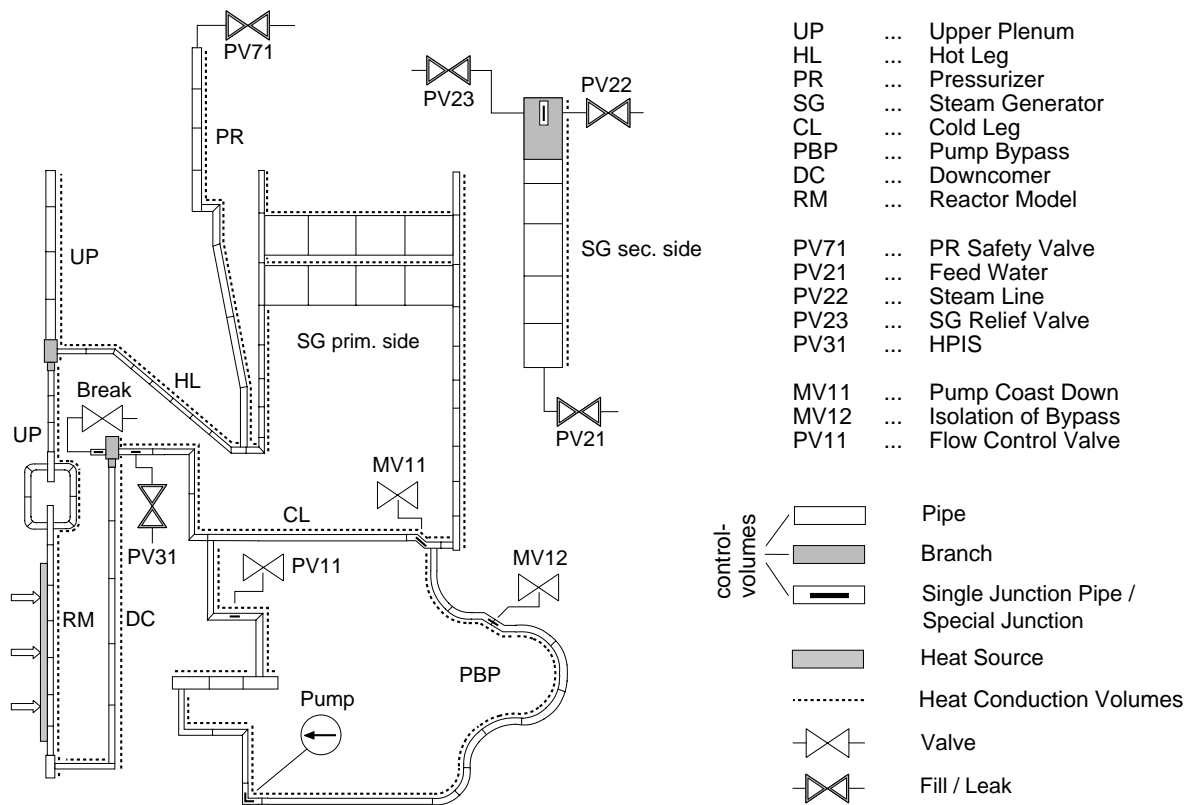 PV71
PV23
PV22
PR
UP
SG sec. side
SG prim. side
HL
Break
UP
PV21
MV11
CL
PV31
PV11
MV12
RM
DC
PBP
Pump
UP ... Upper Plenum
HL ... Hot Leg
PR ... Pressurizer
SG ... Steam Generator
CL ... Cold Leg
PBP ... Pump Bypass
DC ... Downcomer
RM ... Reactor Model
PV71 ... PR Safety Valve
PV21 ... Feed Water
PV22 ... Steam Line
PV23 ... SG Relief Valve
PV31 ... HPIS
MV11 ... Pump Coast Down
MV12 ... Isolation of Bypass
PV11 ... Flow Control Valve
control-
volumes
Pipe
Branch
Single Junction Pipe /
Special Junction
Heat Source
Heat Conduction Volumes
Valve
Fill / Leak